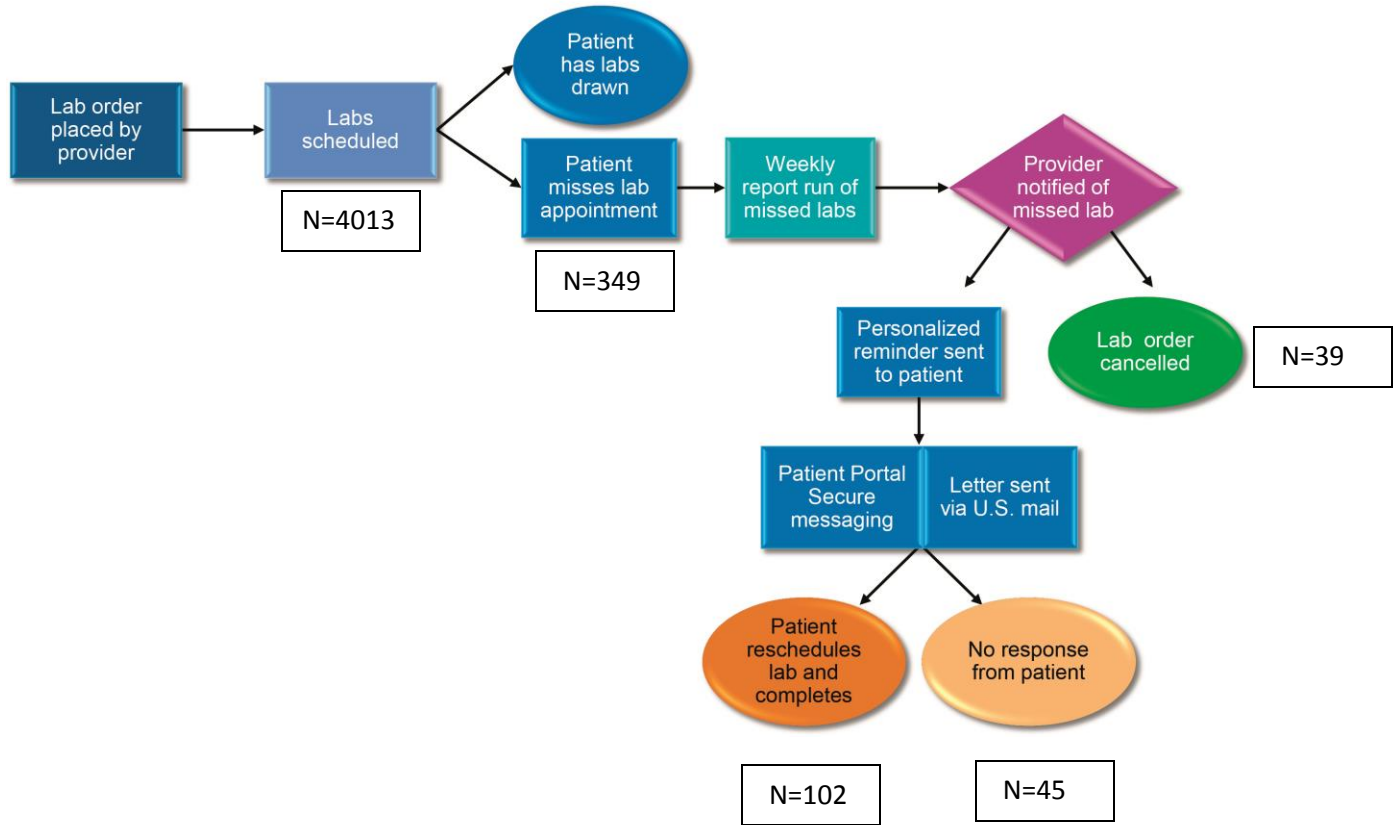 Lab order
placed by
provider
Labs
scheduled
N=4013
Patient
has labs
drawn
Patient
misses lab
appointment
N=349
Weekly
report run of
missed labs
Provider
notified of
missed lab
Personalized
reminder sent
to patient
Lab order
cancelled
N=39
Patient Portal
Secure
messaging
Letter sent
via U.S. mail
Patient
reschedules
lab and
completes
No response
from patient
N=102
N=45